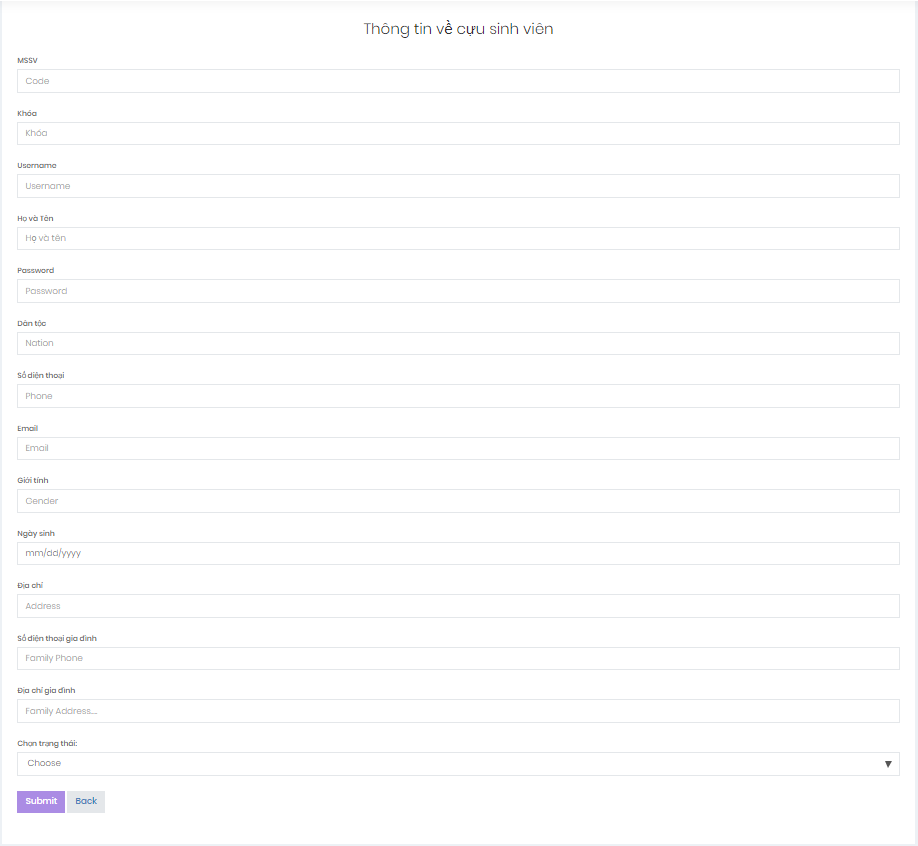 Thông tin về cựu sinh viên
MSSV
Code
Khóa
Khóa
Username
Username
Họ và Tên
Họ và tên
Password
Password
Dân tộc
Nation
Số điện thoại
Phone
Email
Email
Giới tính
Gender
Ngày sinh
mm/dd/yyyy
Địa chỉ
Address
Số điện thoại gia đình
Family Phone
Địa chỉ gia đình
Family Address...
Chọn trạng thái:
Choose
Submit Back